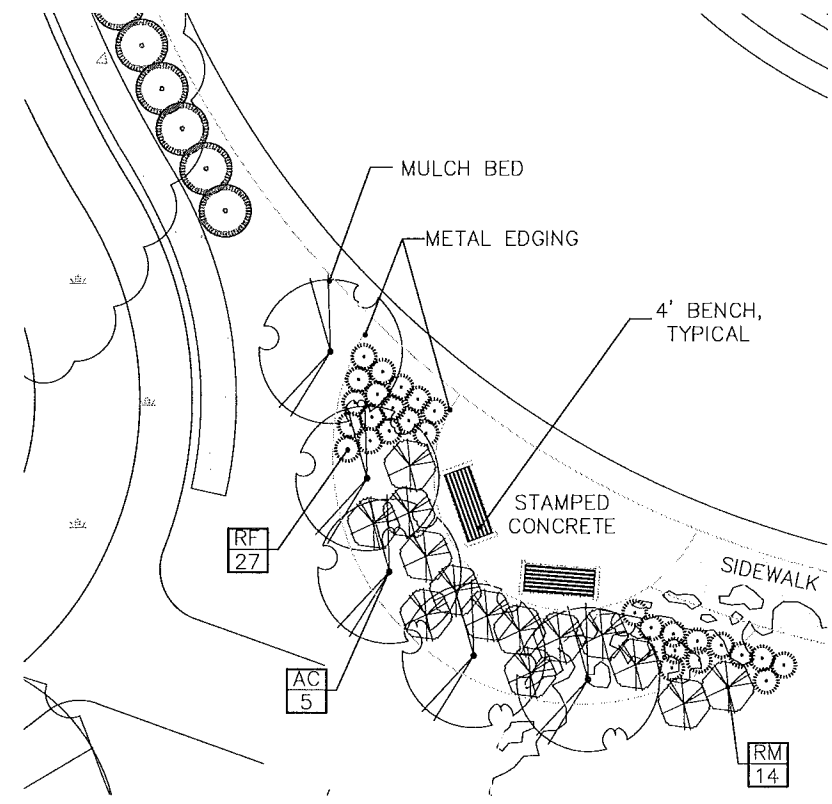 MULCH BED
METAL EDGING
4' BENCH,
TYPICAL
STAMPED
CONCRETE
SIDEWALK
RF
27
AC
5
RM
14